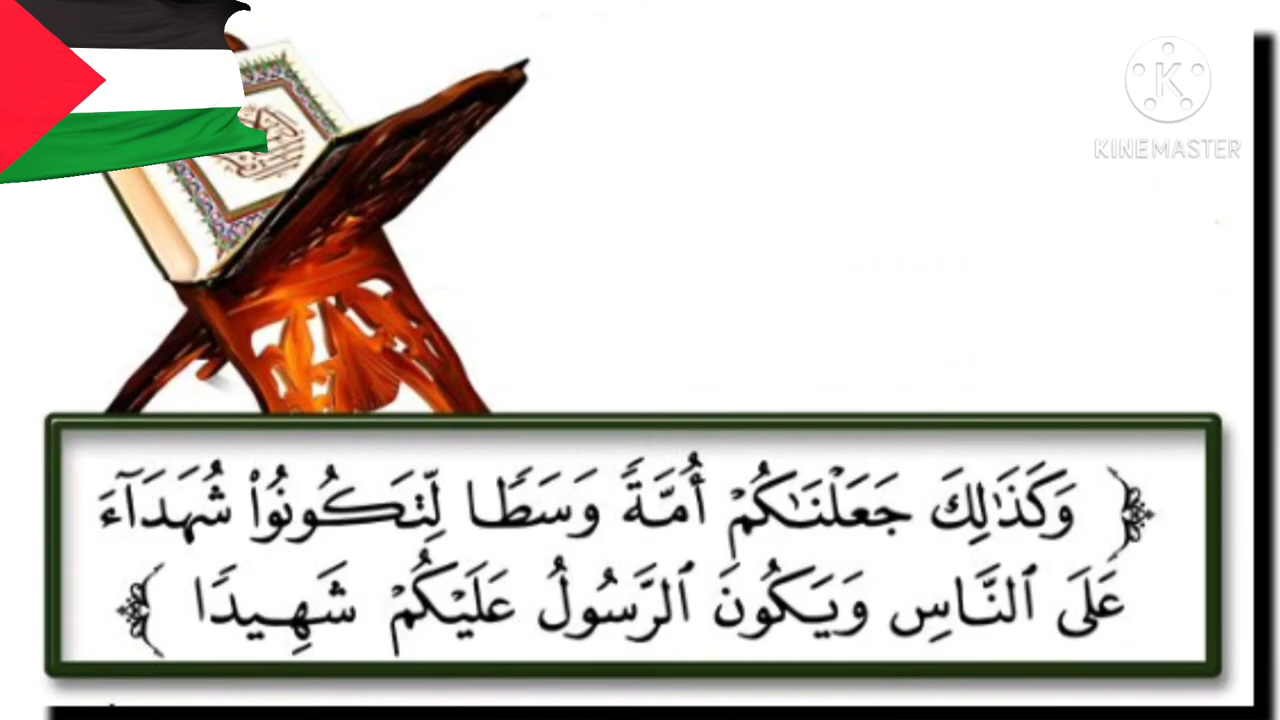 KINEMASTER
﴿ وَكَذَٰلِكَ جَعَلْنَٰكُمْ أُمَّةً وَسَطًا لِّتَكُونُوا۟ شُهَدَآءَ
عَلَى ٱلنَّاسِ وَيَكُونَ ٱلرَّسُولُ عَلَيْكُمْ شَهِيدًا ﴾